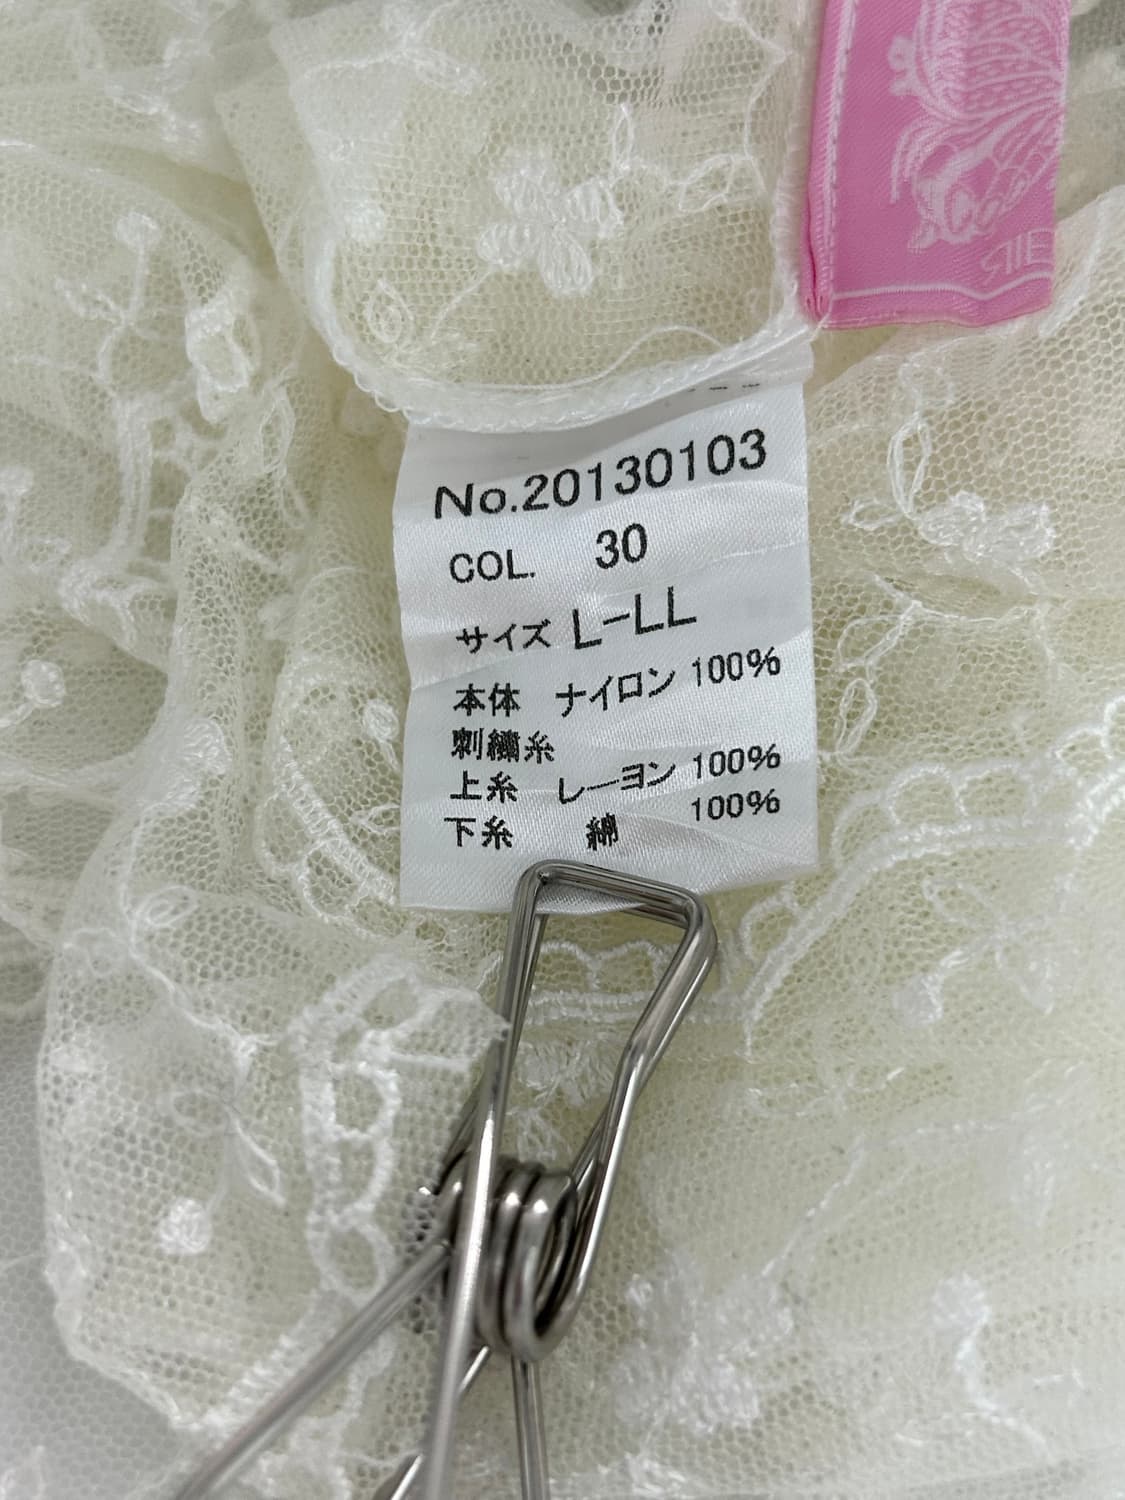 No.20130103
COL. 30
サイズ L-LL
本体 ナイロン 100%
刺繍糸
上糸 レーヨン 100%
下糸 綿 100%